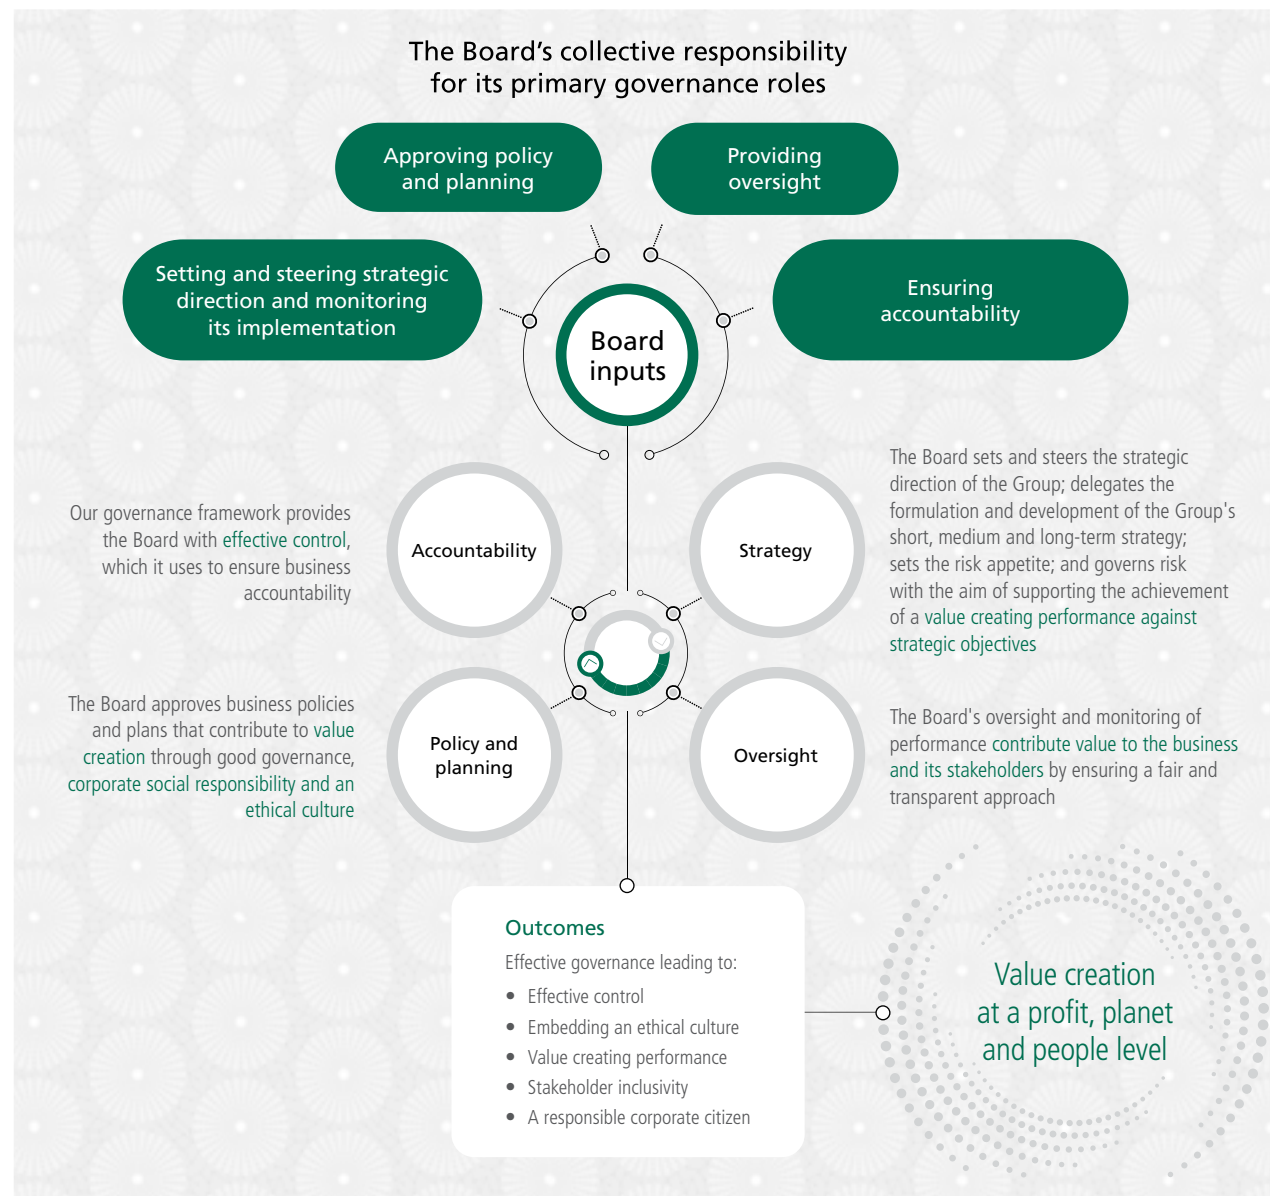 The Board’s collective responsibility
for its primary governance roles
Approving policy
and planning
Providing
oversight
Setting and steering strategic
direction and monitoring
its implementation
Ensuring
accountability
Board
inputs
Our governance framework provides
the Board with effective control,
which it uses to ensure business
accountability
Accountability
Strategy
The Board sets and steers the strategic
direction of the Group; delegates the
formulation and development of the Group's
short, medium and long-term strategy;
sets the risk appetite; and governs risk
with the aim of supporting the achievement
of a value creating performance against
strategic objectives
The Board approves business policies
and plans that contribute to value
creation through good governance,
corporate social responsibility and an
ethical culture
Policy and
planning
Oversight
The Board's oversight and monitoring of
performance contribute value to the business
and its stakeholders by ensuring a fair and
transparent approach
Outcomes
Effective governance leading to:
• Effective control
• Embedding an ethical culture
• Value creating performance
• Stakeholder inclusivity
• A responsible corporate citizen
Value creation
at a profit, planet
and people level